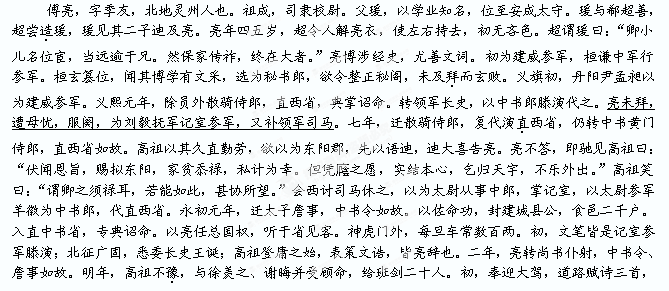 傅亮，字季友，北地灵州人也。祖咸，司隶校尉。父瑗，以学业知名，位至安成太守。瑗与郗超善，
超尝造瑗，瑗见其二子迪及亮。亮年四五岁，超令人解亮衣，使左右持去，初无吝色。超谓瑗曰：“卿小
儿名位宦，当远逾于兄。然保家传祚，终在大者。”亮博涉经史，尤善文词。初为建威参军，桓谦中军行
参军。桓玄篡位，闻其博学有文采，选为秘书郎，欲令整正秘阁，未及拜而玄败。义旗初，丹阳尹孟昶以
为建威参军。义熙元年，除员外散骑侍郎，直西省，典掌诏命。转领军长史，以中书郎滕演代之。亮未拜，
遭母忧，服阕，为刘毅抚军记室参军，又补领军司马。七年，迁散骑侍郎，复代演直西省，仍转中书黄门
侍郎，直西省如故。高祖以其久直勤劳，欲以为东阳郡，先以语迪，迪大喜告亮。亮不答，即驰见高祖曰：
“伏闻恩旨，赐拟东阳，家贫忝禄，私计为幸。但凭廕之愿，实结本心，乞归天宇，不乐外出。”高祖笑
曰：“谓卿之须禄耳，若能如此，甚协所望。”会西讨司马休之，以为太尉从事中郎，掌记室，以太尉参军
羊徽为中书郎，代直西省。永初元年，迁太子詹事，中书令如故。以佐命功，封建城县公，食邑二千户。
入直中书省，专典诏命。以亮任总国权，听于省见客。神虎门外，每旦车常数百两。初，文笔皆是记室参
军滕演；北征广固，悉委长史王诞；高祖登庸之始，表策文诰，皆亮辞也。二年，亮转尚书仆射，中书令、
詹事如故。明年，高祖不豫，与徐羡之、谢晦并受顾命，给班剑二十人。初，奉迎大驾，道路赋诗三首，